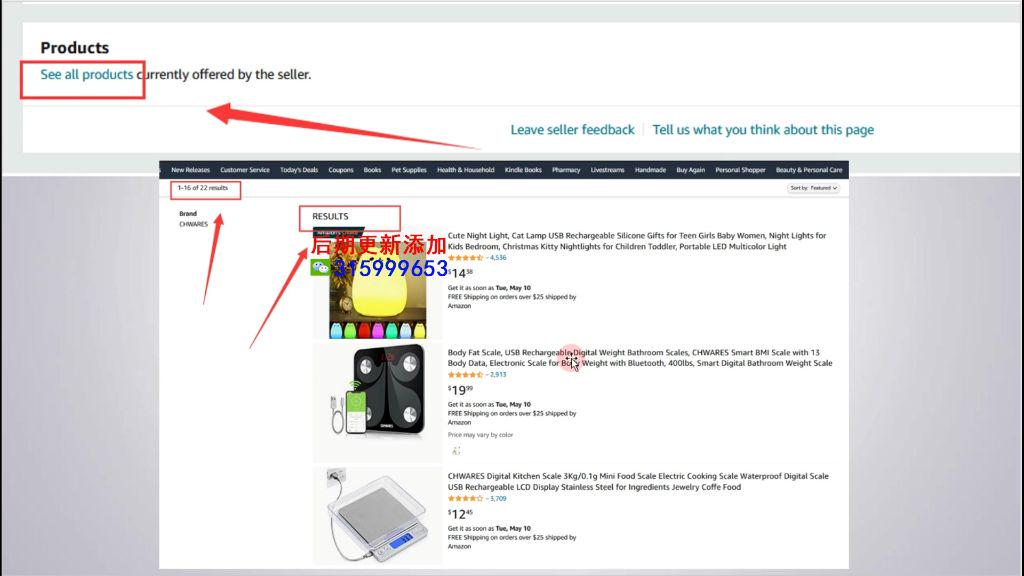 Products
See all products currently offered by the seller.
Leave seller feedback
Tell us what you think about this page
New Releases Customer Service Today's Deals Coupons Books Pet Supplies Health & Household Kindle Books Pharmacy Livestreams Handmade Buy Again Personal Shopper Beauty & Personal Care
1-16 of 22 results
Sort by: Featured
Brand
CHWARES
RESULTS
后期更新添加
315999653
Cute Night Light, Cat Lamp USB Rechargeable Silicone Gifts for Teen Girls Baby Women, Night Lights for
Kids Bedroom, Christmas Kitty Nightlights for Children Toddler, Portable LED Multicolor Light
4,536
$14.38
Get it as soon as Tue, May 10
FREE Shipping on orders over $25 shipped by
Amazon
Body Fat Scale, USB Rechargeable Digital Weight Bathroom Scales, CHWARES Smart BMI Scale with 13
Body Data, Electronic Scale for Body Weight with Bluetooth, 400lbs, Smart Digital Bathroom Weight Scale
2,913
$19.99
Get it as soon as Tue, May 10
FREE Shipping on orders over $25 shipped by
Amazon
Price may vary by color
CHWARES
CHWARES Digital Kitchen Scale 3Kg/0.1g Mini Food Scale Electric Cooking Scale Waterproof Digital Scale
USB Rechargeable LCD Display Stainless Steel for Ingredients Jewelry Coffe Food
3,709
$12.45
Get it as soon as Tue, May 10
FREE Shipping on orders over $25 shipped by
Amazon